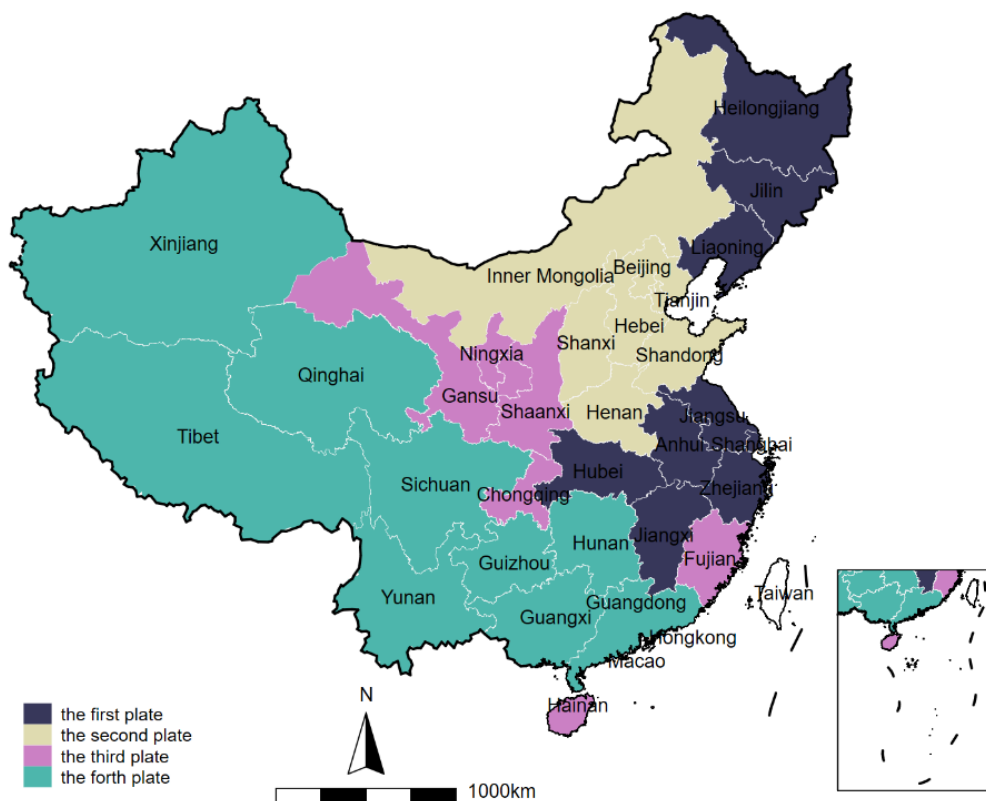 Heilongjiang
Jilin
Liaoning
Xinjiang
Inner Mongolia
Beijing
Tianjin
Hebei
Shanxi
Shandong
Ningxia
Qinghai
Gansu
Shaanxi
Henan
Jiangsu
Tibet
Anhui
Shanghai
Hubei
Sichuan
Chongqing
Zhejiang
Jiangxi
Hunan
Fujian
Guizhou
Yunan
Guangxi
Guangdong
Taiwan
Hongkong
Macao
Hainan
N
the first plate
the second plate
the third plate
the forth plate
1000km